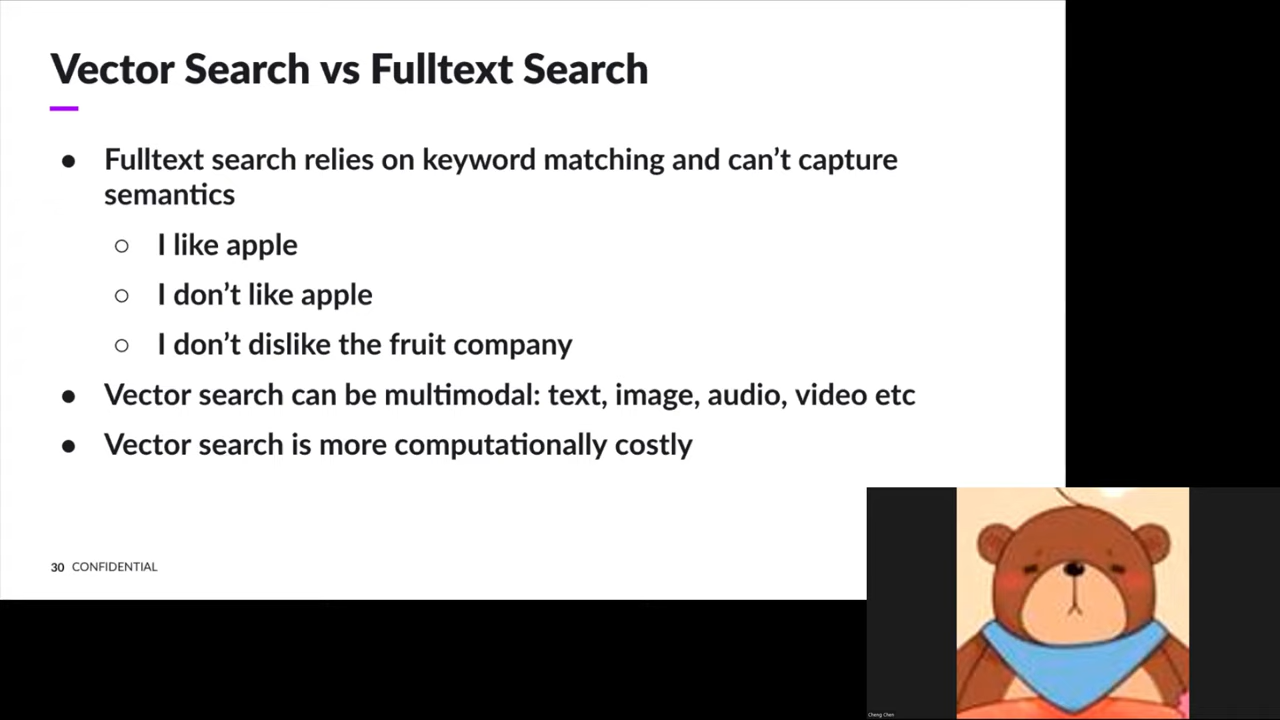 Vector Search vs Fulltext Search
● Fulltext search relies on keyword matching and can’t capture
semantics
○ I like apple
○ I don’t like apple
○ I don’t dislike the fruit company
● Vector search can be multimodal: text, image, audio, video etc
● Vector search is more computationally costly
30 CONFIDENTIAL
Cheng Chen